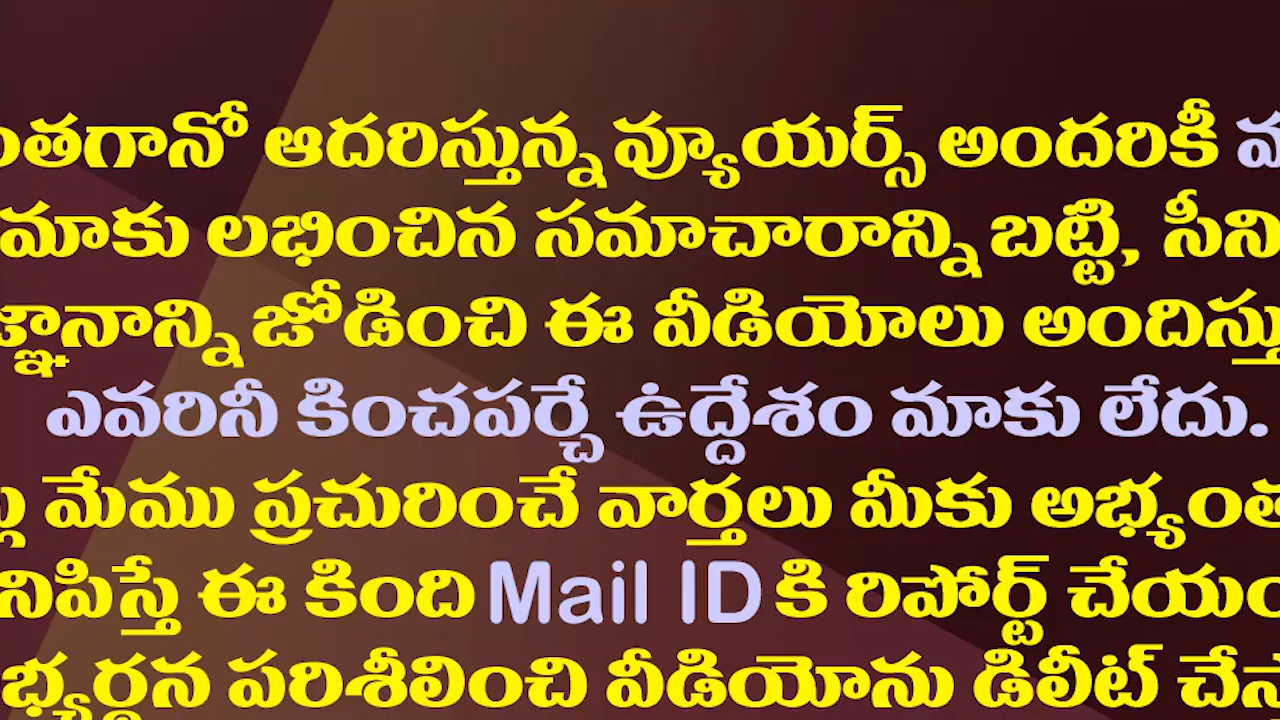 ఆదరిస్తున్న వ్యూయర్స్ అందరికీ
మాకు లభించిన సమాచారాన్ని బట్టి,
జోడించి ఈ వీడియోలు
ఎవరినీ కించపర్చే ఉద్దేశం మాకు లేదు.
మేము ప్రచురించే వార్తలు మీకు
ఈ కింది Mail ID కి రిపోర్ట్
పరిశీలించి వీడియోను డిలీట్